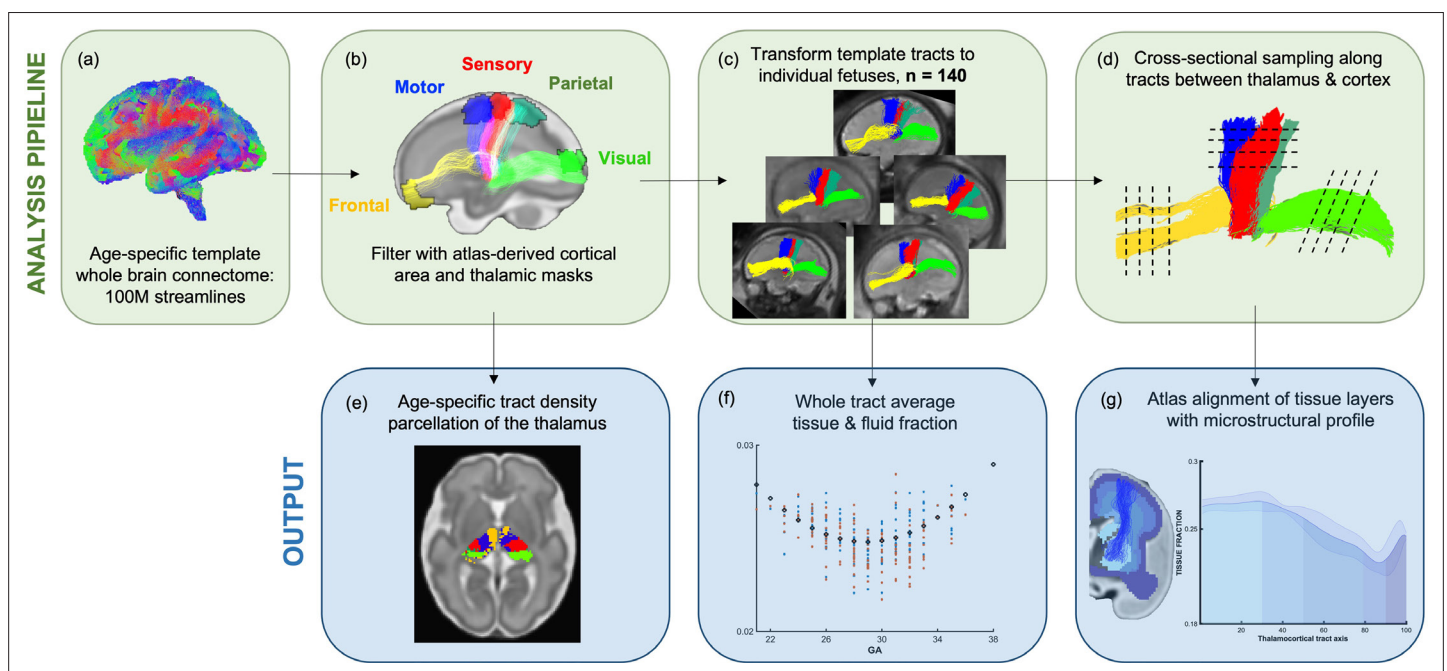 ANALYSIS PIPIELINE
(a)
Age-specific template
whole brain connectome:
100M streamlines
(b)
Sensory
Motor
Parietal
Visual
Frontal
Filter with atlas-derived cortical
area and thalamic masks
(c)
Transform template tracts to
individual fetuses, n = 140
(d)
Cross-sectional sampling along
tracts between thalamus & cortex
OUTPUT
(e)
Age-specific tract density
parcellation of the thalamus
(f)
Whole tract average
tissue & fluid fraction
0.03
0.02
22 26 30 34 38
GA
(g)
Atlas alignment of tissue layers
with microstructural profile
TISSUE FRACTION
0.3
0.25
0.18
20 40 60 80 100
Thalamocortical tract axis